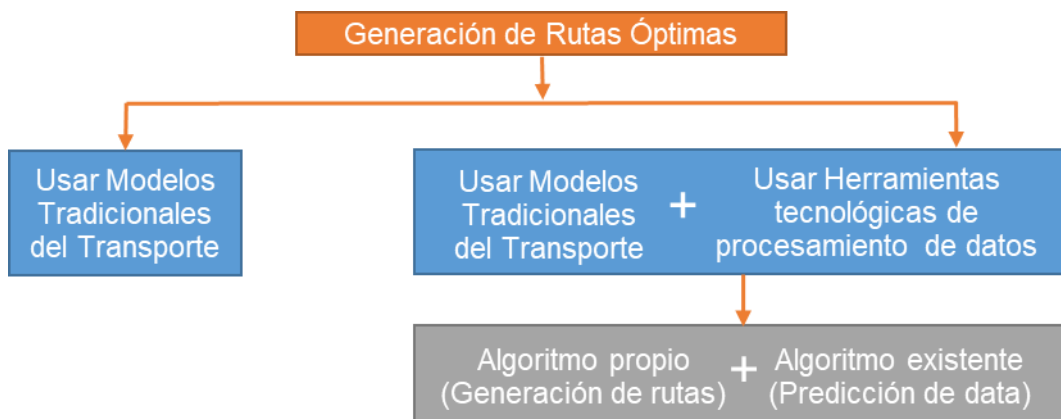 Generación de Rutas Óptimas
Usar Modelos
Tradicionales
del Transporte
Usar Modelos
Tradicionales
del Transporte
+
Usar Herramientas
tecnológicas de
procesamiento de datos
Algoritmo propio
(Generación de rutas)
+
Algoritmo existente
(Predicción de data)